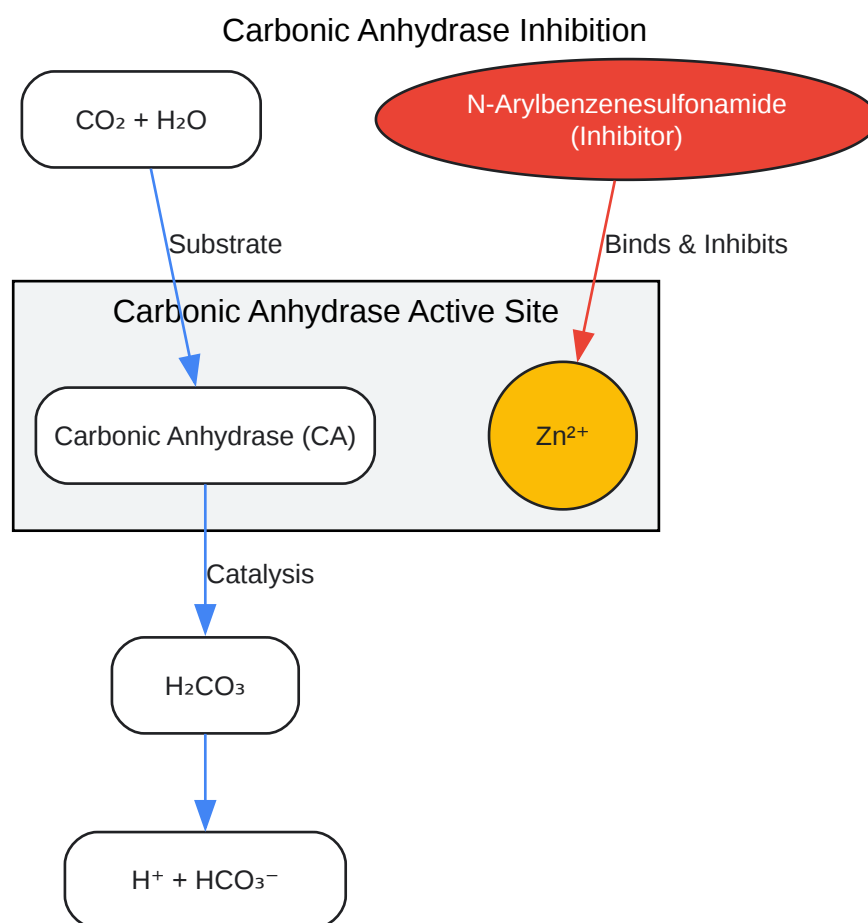 Carbonic Anhydrase Inhibition
CO₂ + H₂O
N-Arylbenzenesulfonamide
(Inhibitor)
Substrate
Binds & Inhibits
Carbonic Anhydrase Active Site
Carbonic Anhydrase (CA)
Zn²⁺
Catalysis
H₂CO₃
H⁺ + HCO₃⁻